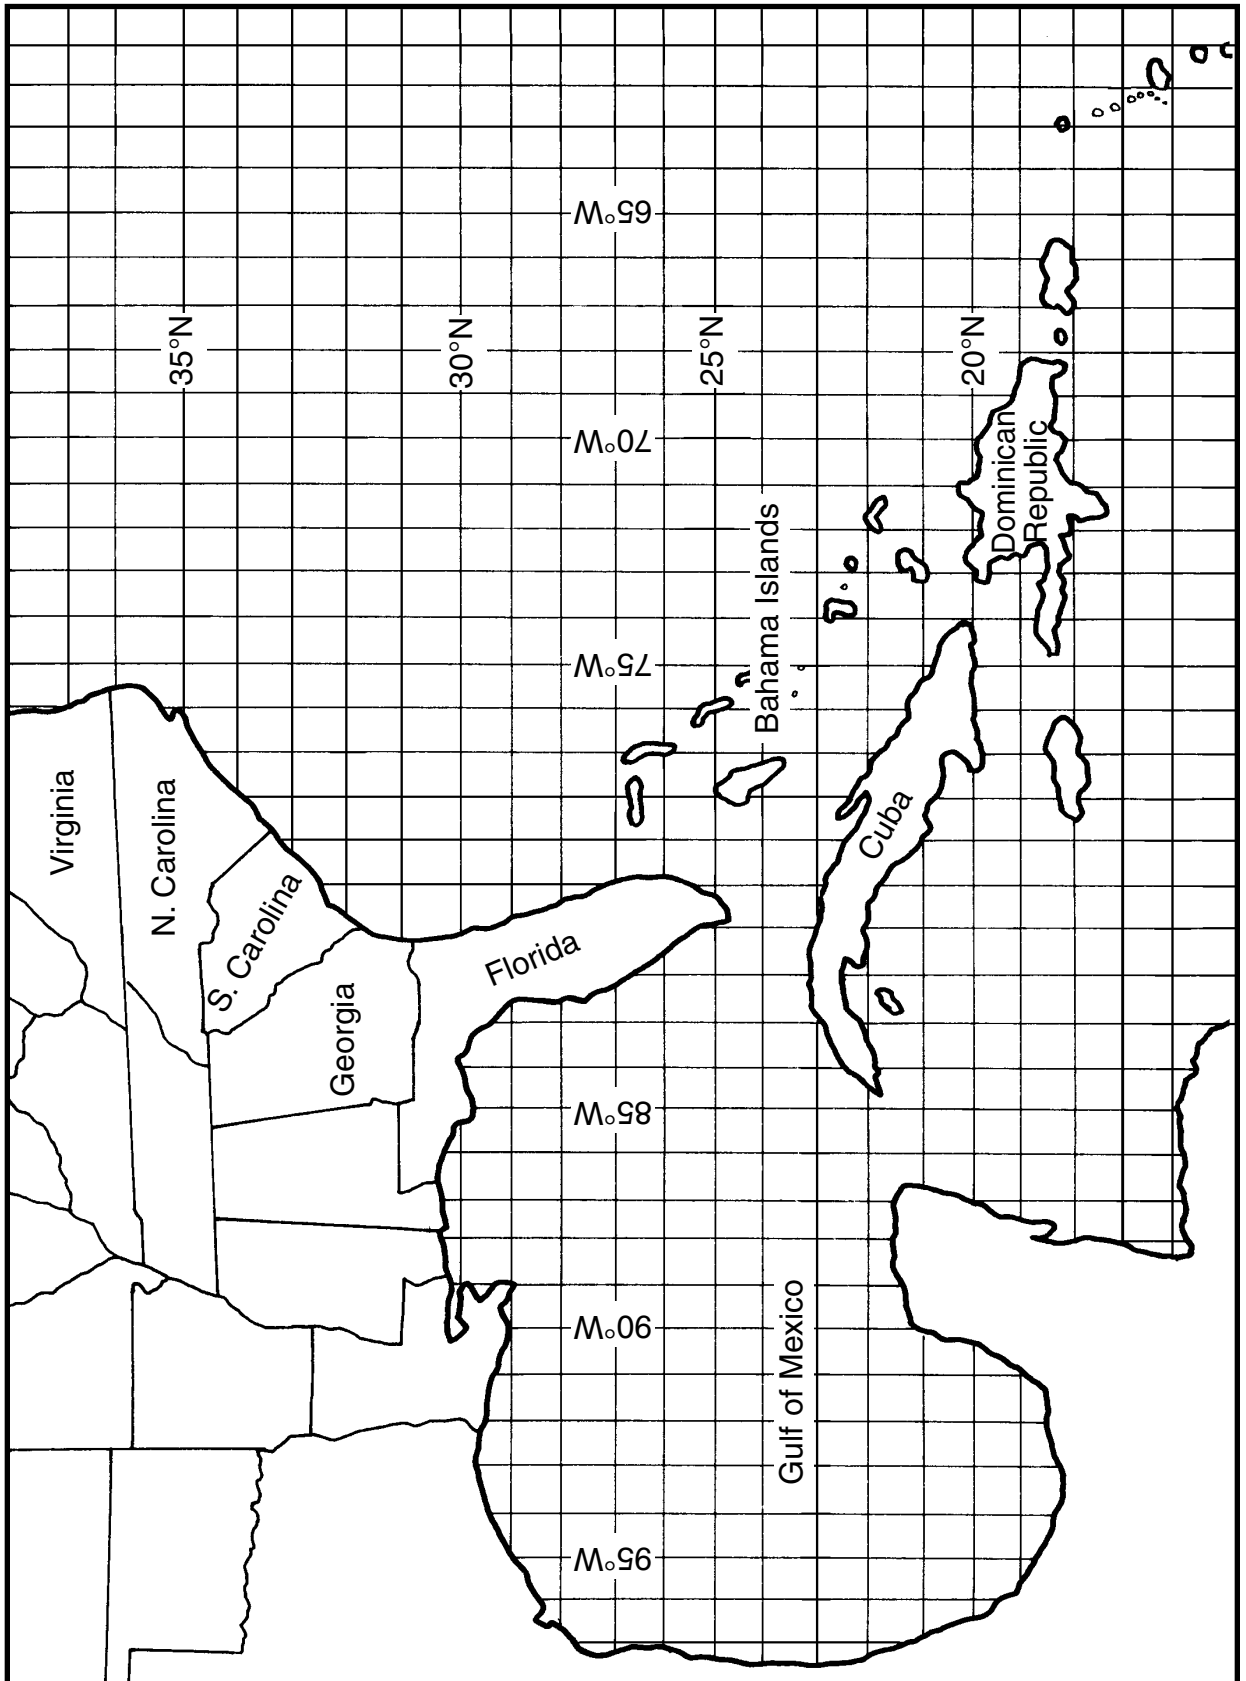 65°W
35°N
30°N
25°N
20°N
70°W
Dominican
Republic
Bahama Islands
75°W
Virginia
N. Carolina
S. Carolina
Cuba
Florida
Georgia
85°W
90°W
Gulf of Mexico
95°W